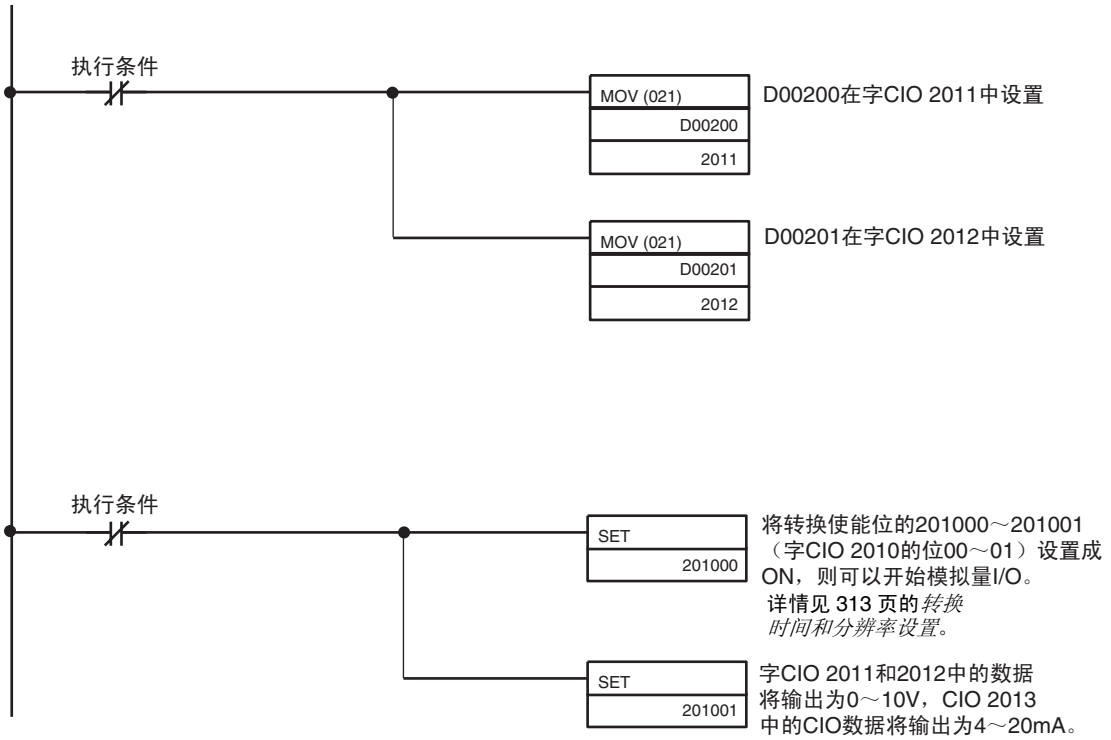 执行条件
MOV (021)
D00200
2011
D00200在字CIO 2011中设置
MOV (021)
D00201
2012
D00201在字CIO 2012中设置
执行条件
SET
201000
将转换使能位的201000～201001
（字CIO 2010的位00～01）设置成
ON，则可以开始模拟量I/O。
详情见 313 页的转换
时间和分辨率设置。
SET
201001
字CIO 2011和2012中的数据
将输出为0～10V，CIO 2013
中的CIO数据将输出为4～20mA。